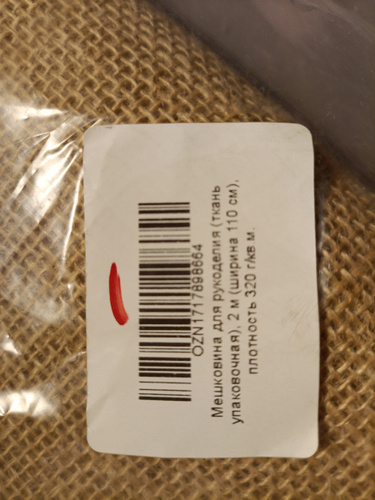 OZN1717898664
Мешковина для рукоделия (ткань
упаковочная), 2 м (ширина 110 см),
плотность 320 г/кв.м.